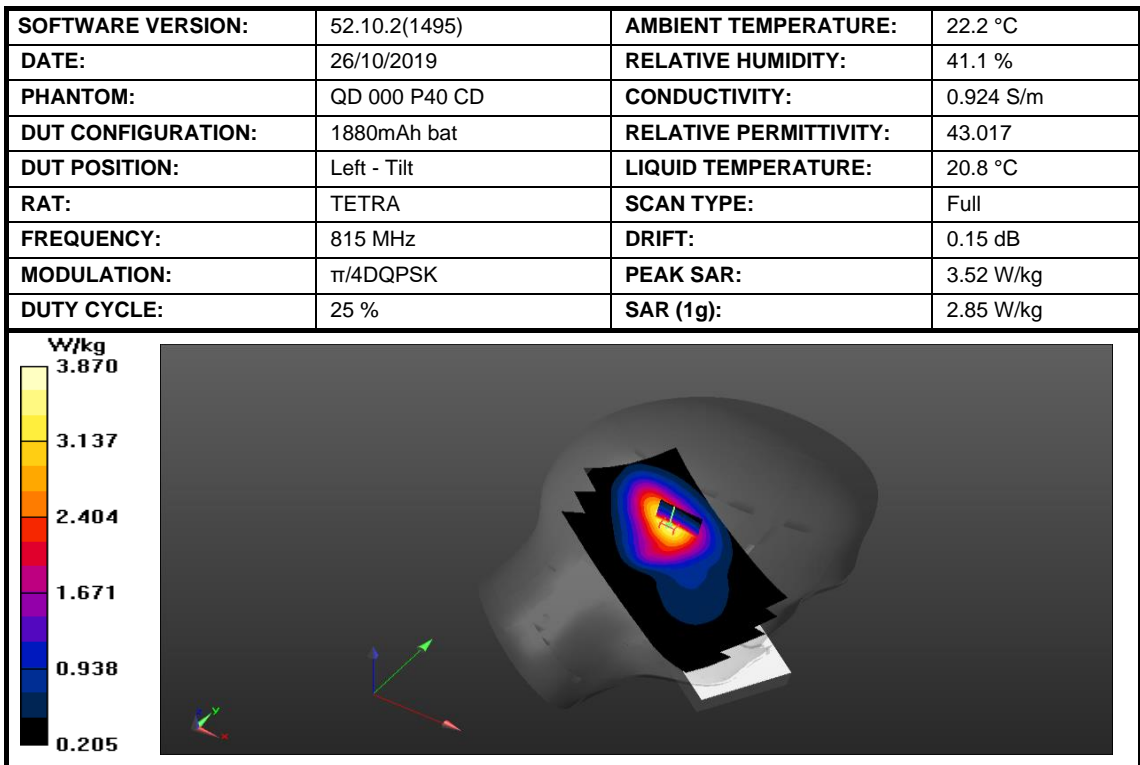 SOFTWARE VERSION: 52.10.2(1495) AMBIENT TEMPERATURE: 22.2 °C
DATE: 26/10/2019 RELATIVE HUMIDITY: 41.1 %
PHANTOM: QD 000 P40 CD CONDUCTIVITY: 0.924 S/m
DUT CONFIGURATION: 1880mAh bat RELATIVE PERMITTIVITY: 43.017
DUT POSITION: Left - Tilt LIQUID TEMPERATURE: 20.8 °C
RAT: TETRA SCAN TYPE: Full
FREQUENCY: 815 MHz DRIFT: 0.15 dB
MODULATION: π/4DQPSK PEAK SAR: 3.52 W/kg
DUTY CYCLE: 25 % SAR (1g): 2.85 W/kg
W/kg
3.870
3.137
2.404
1.671
0.938
0.205
z
y
x